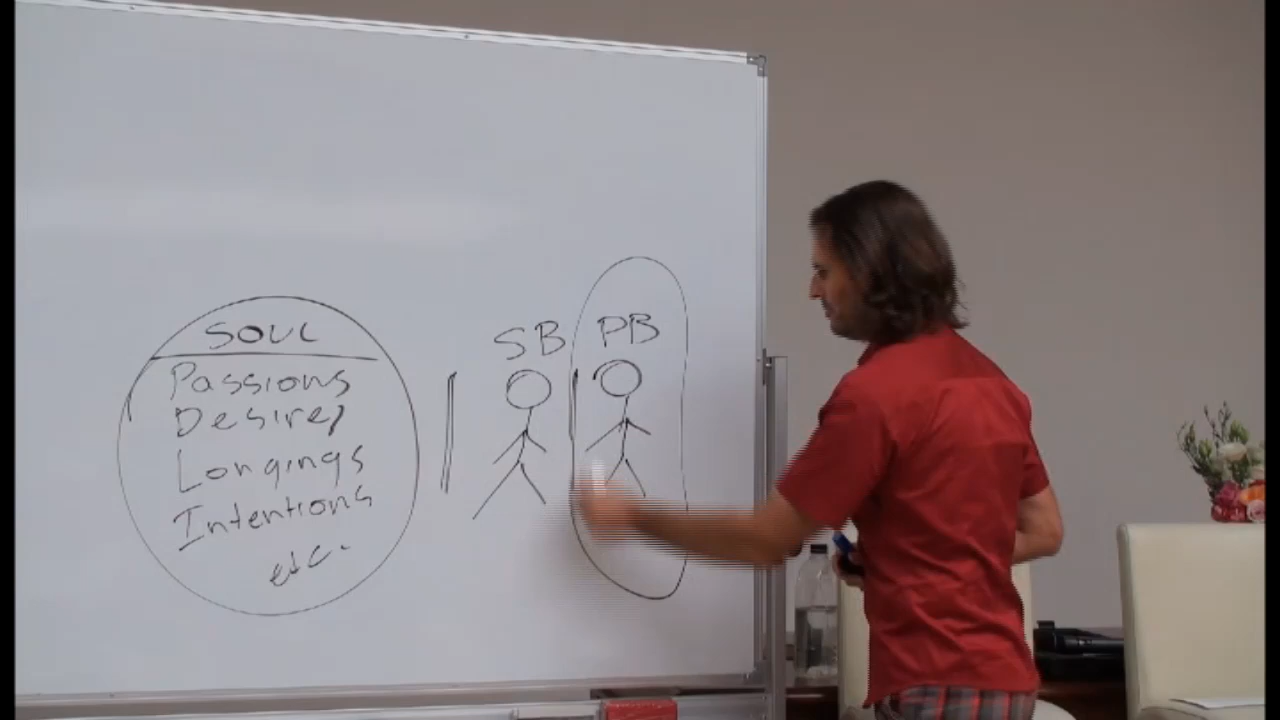 SOUL
Passions
Desires
Longings
Intentions
etc.
SB PB